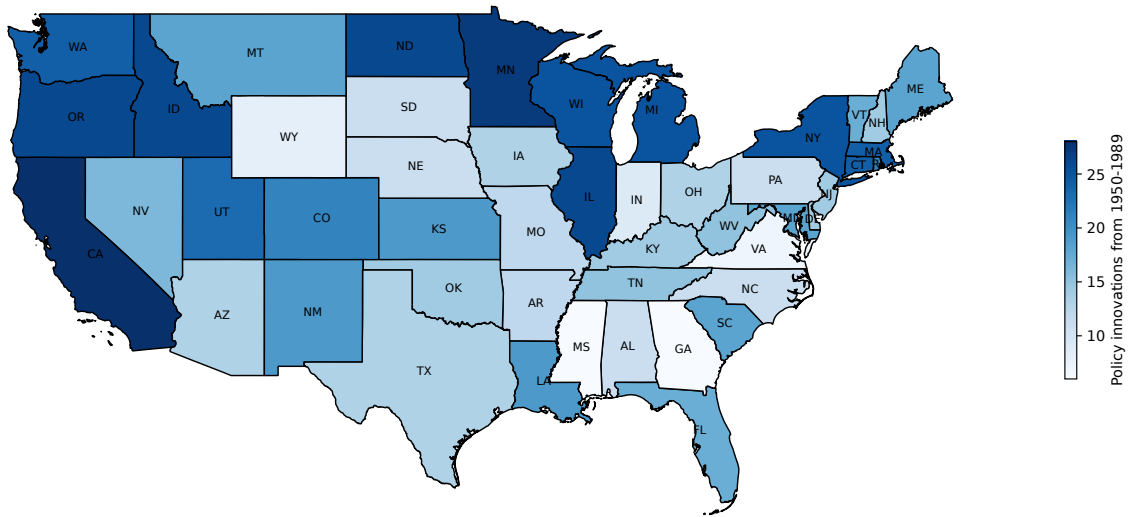 WA
MT
ND
MN
OR
ID
SD
WI
MI
ME
VT
NH
NY
WY
NE
IA
MA
CT
RI
NV
UT
CO
KS
MO
IL
IN
OH
PA
NJ
MD
DE
WV
VA
KY
CA
AZ
NM
OK
AR
TN
NC
SC
TX
LA
MS
AL
GA
FL
25
20
15
10
Policy innovations from 1950-1989